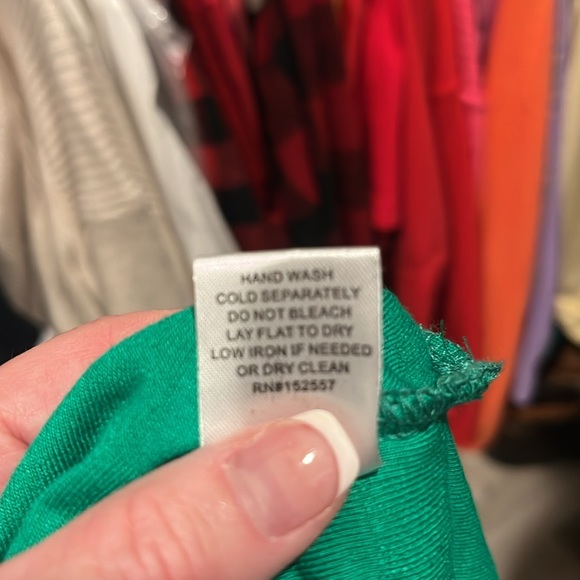 HAND WASH
COLD SEPARATELY
DO NOT BLEACH
LAY FLAT TO DRY
LOW IRON IF NEEDED
OR DRY CLEAN
RN#152557